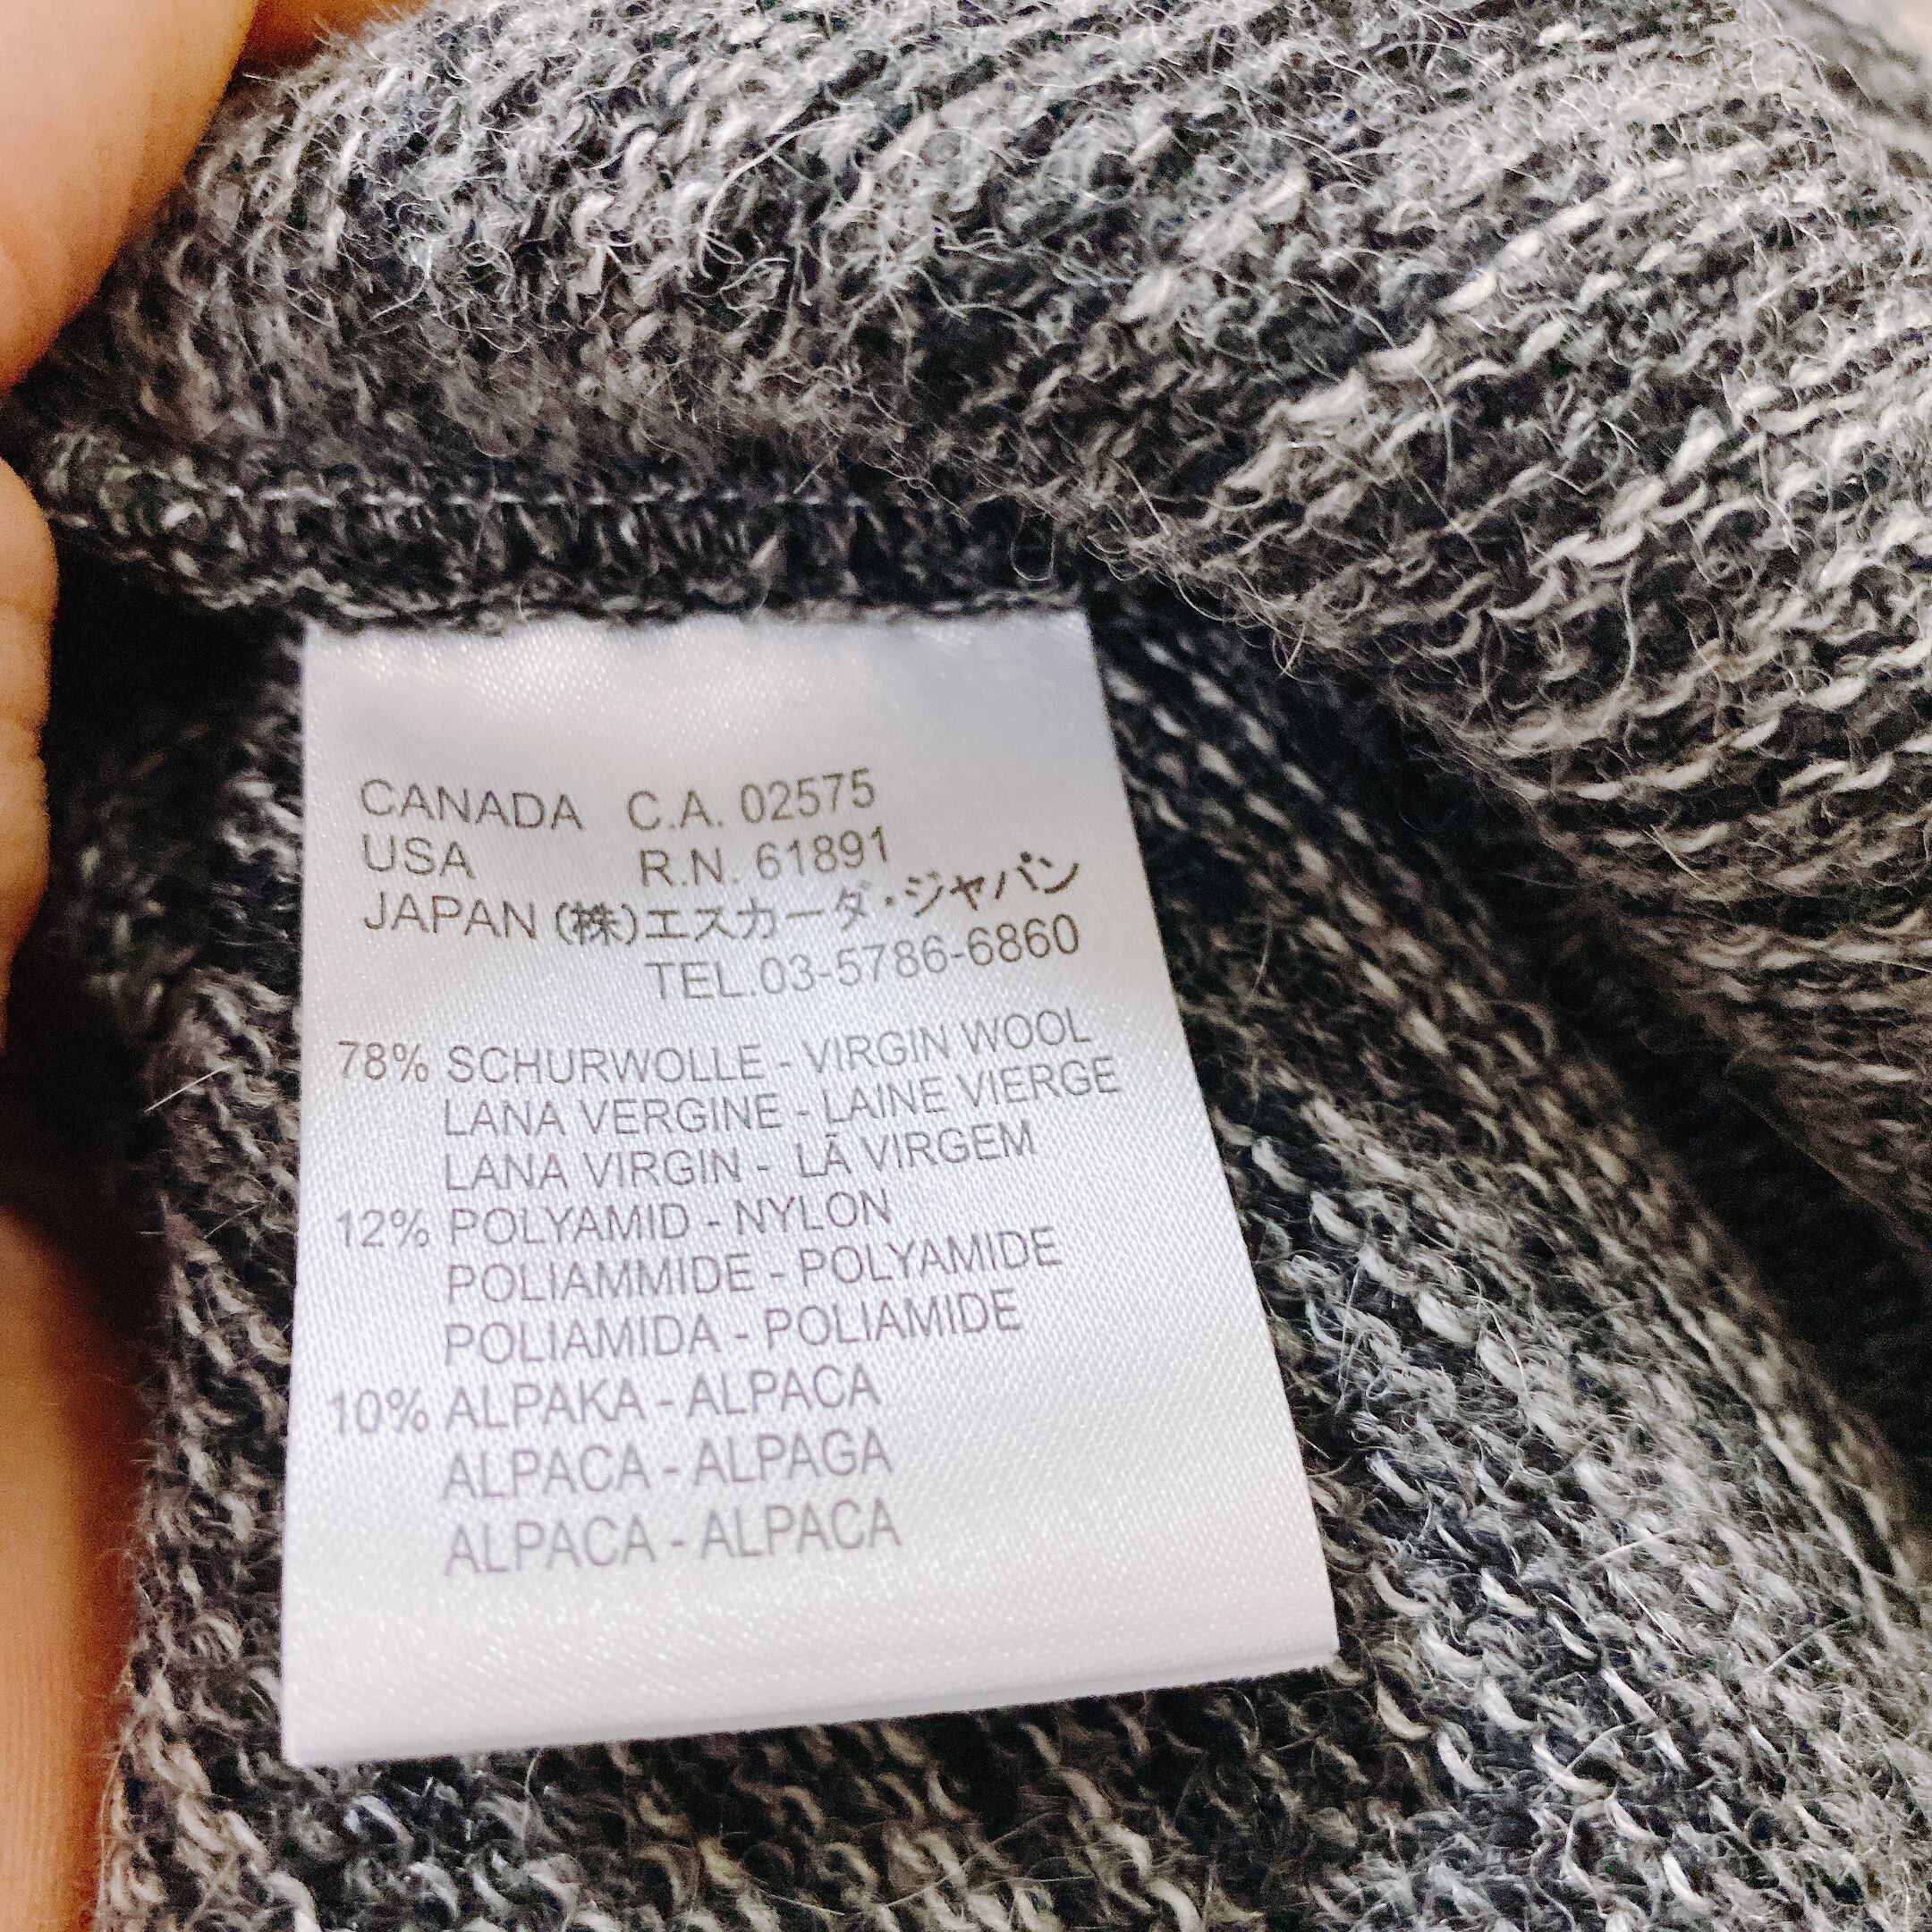 CANADA C.A. 02575
USA R.N. 61891
JAPAN (株)エスカーダ・ジャパン
TEL.03-5786-6860
78% SCHURWOLLE - VIRGIN WOOL
LANA VERGINE - LAINE VIERGE
LANA VIRGIN - LÃ VIRGEM
12% POLYAMID - NYLON
POLIAMMIDE - POLYAMIDE
POLIAMIDA - POLIAMIDE
10% ALPAKA - ALPACA
ALPACA - ALPAGA
ALPACA - ALPACA